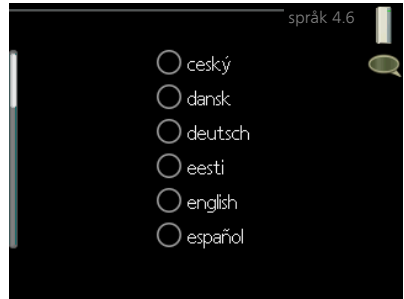 språk 4.6
ceský
dansk
deutsch
eesti
english
español